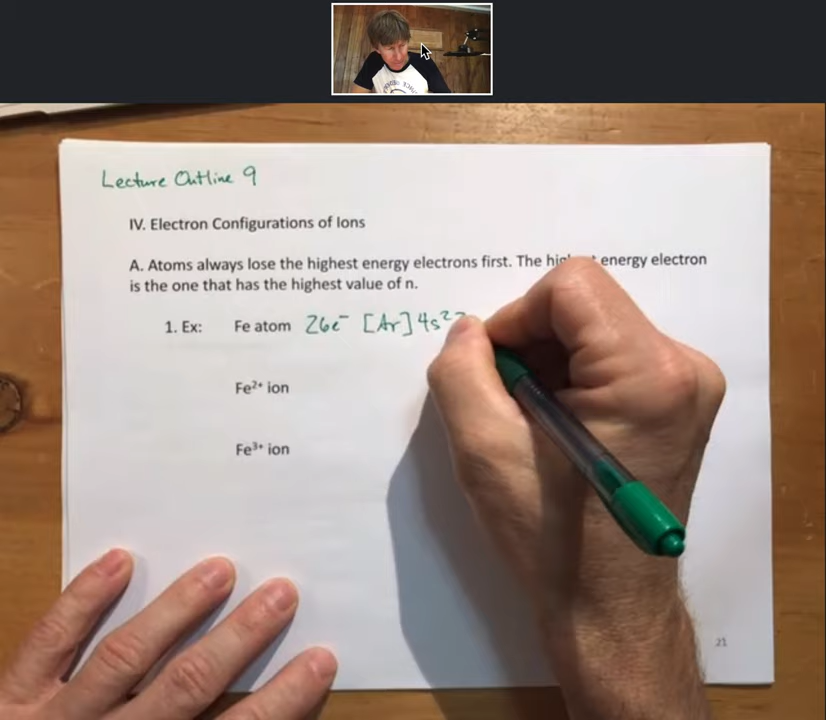 Lecture Outline 9
IV. Electron Configurations of Ions
A. Atoms always lose the highest energy electrons first. The energy electron
is the one that has the highest value of n.
1. Ex: Fe atom 26e⁻ [Ar] 4s²
Fe²⁺ ion
Fe³⁺ ion
21